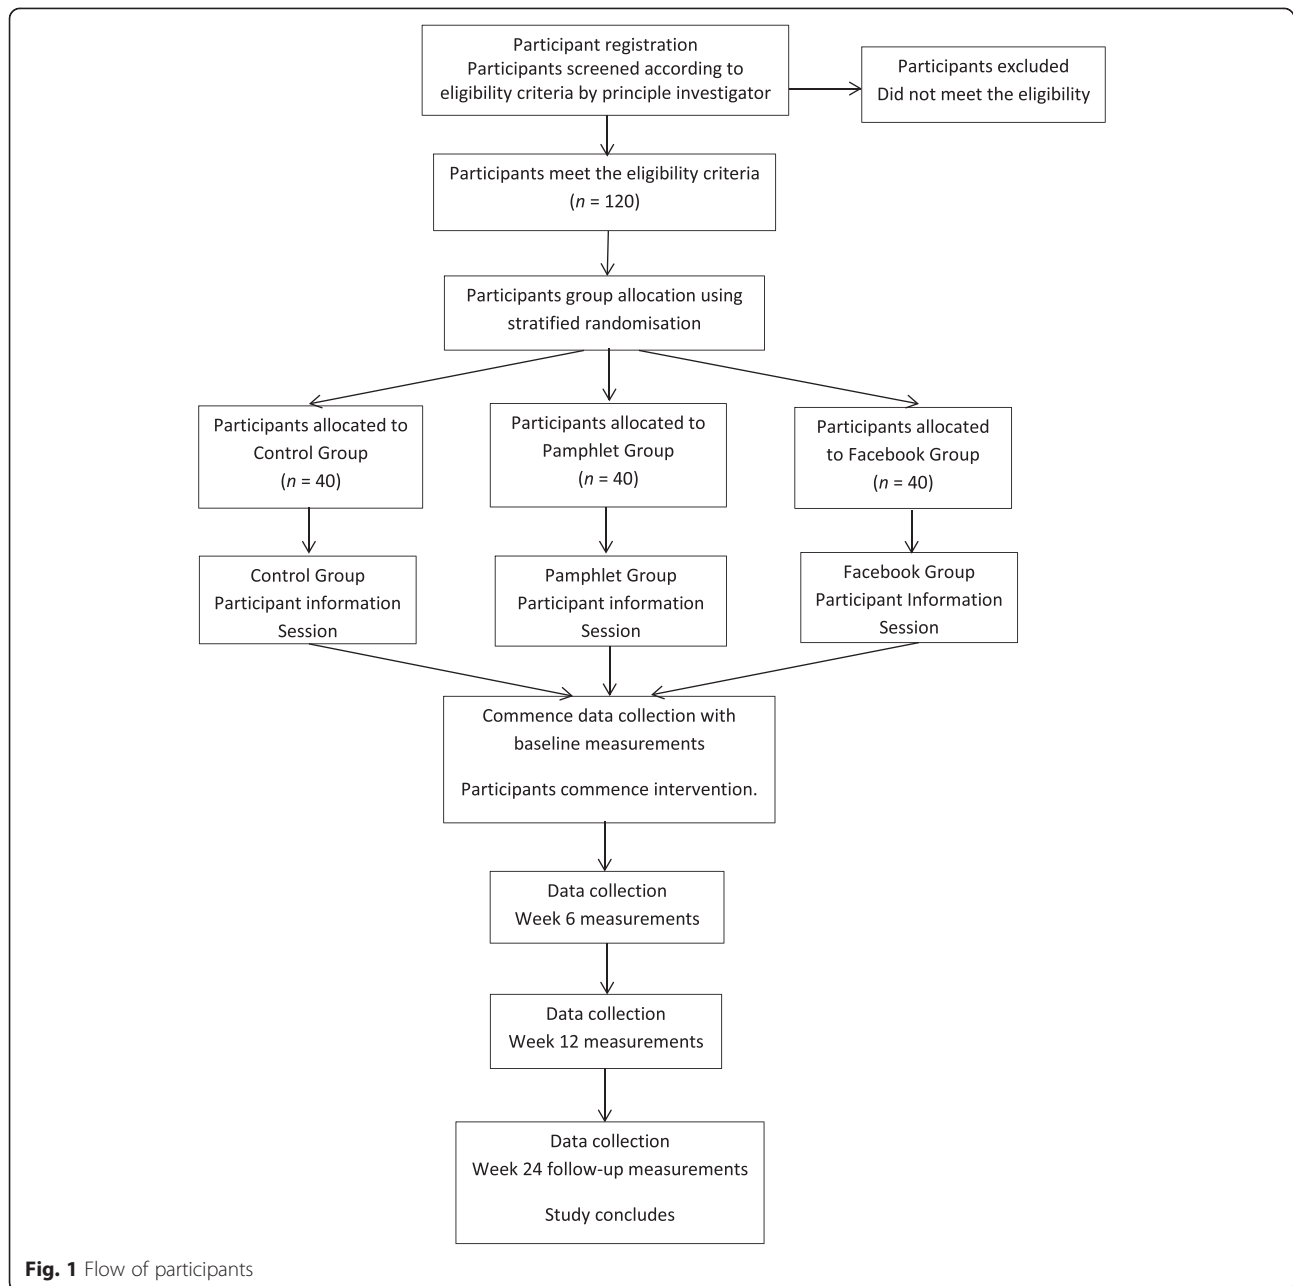 Participant registration
Participants screened according to
eligibility criteria by principle investigator
Participants excluded
Did not meet the eligibility
Participants meet the eligibility criteria
(n = 120)
Participants group allocation using
stratified randomisation
Participants allocated to
Control Group
(n = 40)
Participants allocated to
Pamphlet Group
(n = 40)
Participants allocated
to Facebook Group
(n = 40)
Control Group
Participant information
Session
Pamphlet Group
Participant information
Session
Facebook Group
Participant Information
Session
Commence data collection with
baseline measurements
Participants commence intervention.
Data collection
Week 6 measurements
Data collection
Week 12 measurements
Data collection
Week 24 follow-up measurements
Study concludes
Fig. 1 Flow of participants